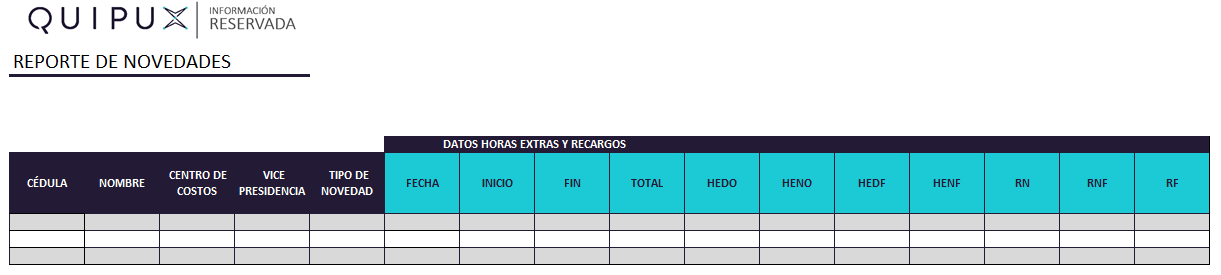 QUIPUX
INFORMACIÓN
RESERVADA
REPORTE DE NOVEDADES
DATOS HORAS EXTRAS Y RECARGOS
CÉDULA NOMBRE CENTRO DE COSTOS VICE PRESIDENCIA TIPO DE NOVEDAD FECHA INICIO FIN TOTAL HEDO HENO HEDF HENF RN RNF RF